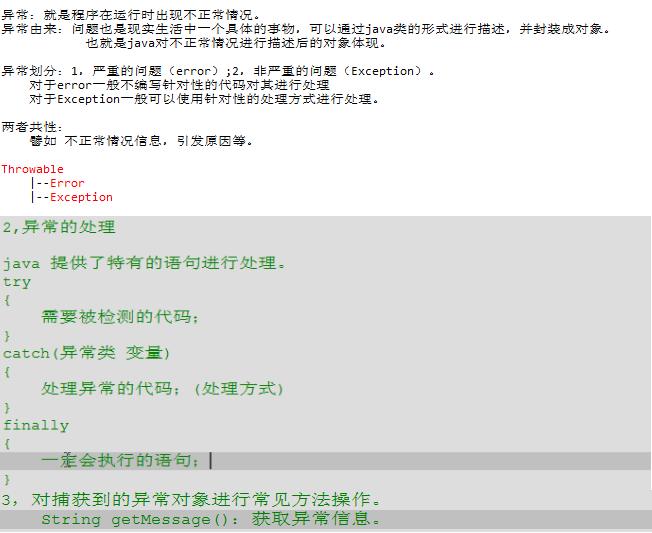 异常：就是程序在运行时出现不正常情况。
异常由来：问题也是现实生活中一个具体的事物，可以通过java类的形式进行描述，并封装成对象。
也就是java对不正常情况进行描述后的对象体现。
异常划分：1，严重的问题（error）;2，非严重的问题（Exception）。
对于error一般不编写针对性的代码对其进行处理
对于Exception一般可以使用针对性的处理方式进行处理。
两者共性：
譬如 不正常情况信息，引发原因等。
Throwable
|--Error
|--Exception
2,异常的处理
java 提供了特有的语句进行处理。
try
{
需要被检测的代码；
}
catch(异常类 变量)
{
处理异常的代码；(处理方式)
}
finally
{
一定会执行的语句；
}
3，对捕获到的异常对象进行常见方法操作。
String getMessage()：获取异常信息。